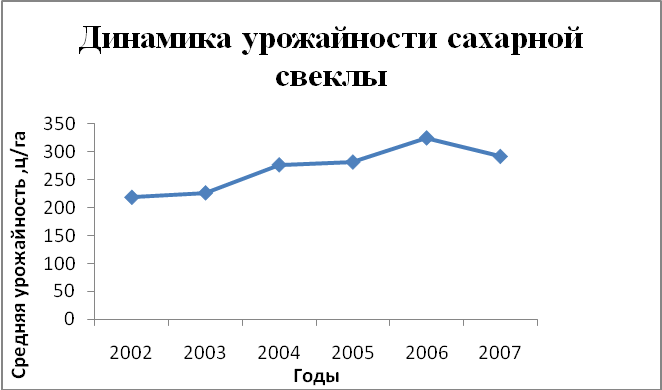 Динамика урожайности сахарной
свеклы
Средняя урожайность ,ц/га
350
300
250
200
150
100
50
0
2002 2003 2004 2005 2006 2007
Годы